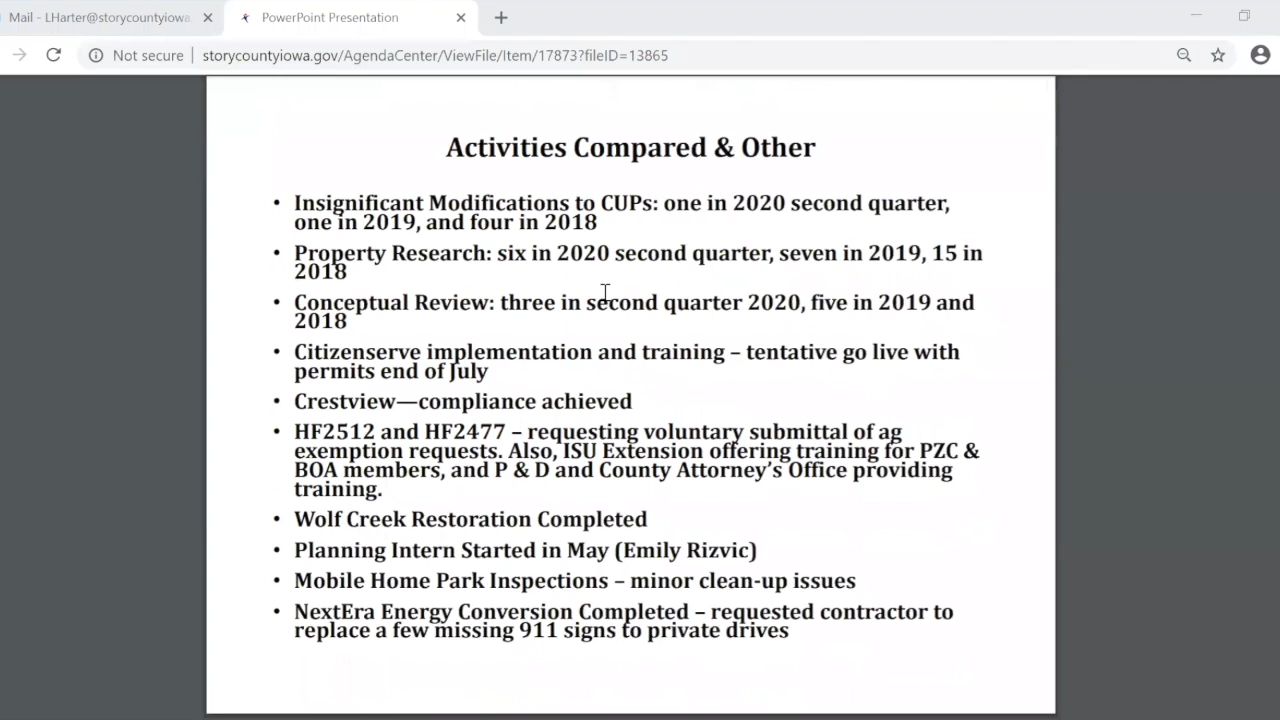 Mail - LHarter@storycountyiowa
PowerPoint Presentation
Not secure storycountyiowa.gov/AgendaCenter/ViewFile/Item/17873?fileID=13865
Activities Compared & Other
• Insignificant Modifications to CUPs: one in 2020 second quarter,
one in 2019, and four in 2018
• Property Research: six in 2020 second quarter, seven in 2019, 15 in
2018
• Conceptual Review: three in second quarter 2020, five in 2019 and
2018
• Citizenserve implementation and training – tentative go live with
permits end of July
• Crestview—compliance achieved
• HF2512 and HF2477 – requesting voluntary submittal of ag
exemption requests. Also, ISU Extension offering training for PZC &
BOA members, and P & D and County Attorney’s Office providing
training.
• Wolf Creek Restoration Completed
• Planning Intern Started in May (Emily Rizvic)
• Mobile Home Park Inspections – minor clean-up issues
• NextEra Energy Conversion Completed – requested contractor to
replace a few missing 911 signs to private drives